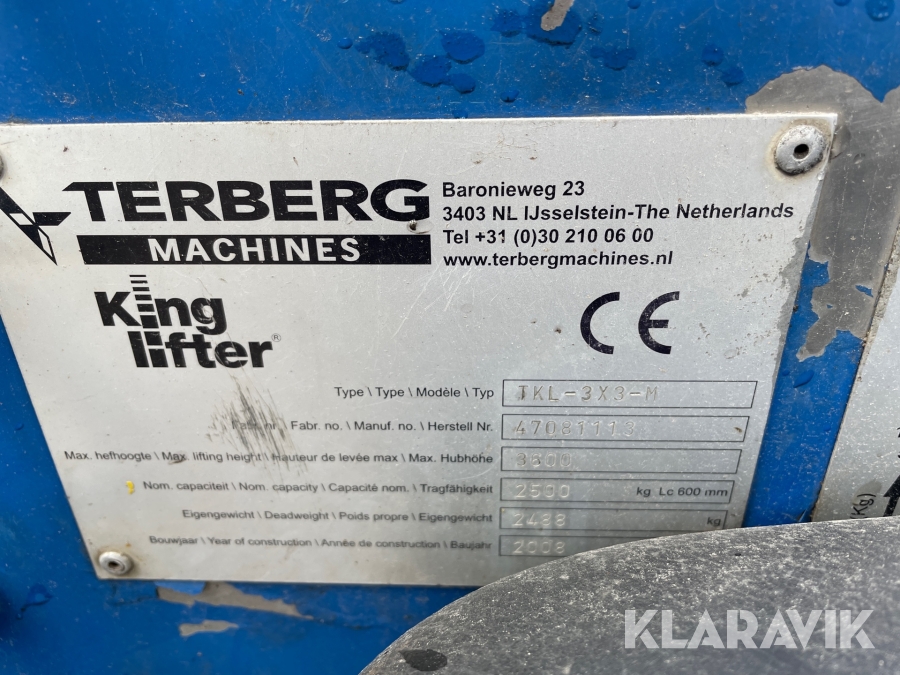 TERBERG
MACHINES
Baronieweg 23
3403 NL IJsselstein-The Netherlands
Tel +31 (0)30 210 06 00
www.terbergmachines.nl
King
lifter®
CE
Type \ Type \ Modèle \ Typ TKL-3X3-M
Fabr. nr. \ Fabr. no. \ Manuf. no. \ Herstell Nr.
Max. hefhoogte \ Max. lifting height \ Hauteur de levée max \ Max. Hubhöhe
Nom. capaciteit \ Nom. capacity \ Capacité nom. \ Tragfähigkeit 2500 kg Lc 600 mm
Eigengewicht \ Deadweight \ Poids propre \ Eigengewicht kg
Bouwjaar \ Year of construction \ Année de construction \ Baujahr 2008
(Kg)
KLARAVIK